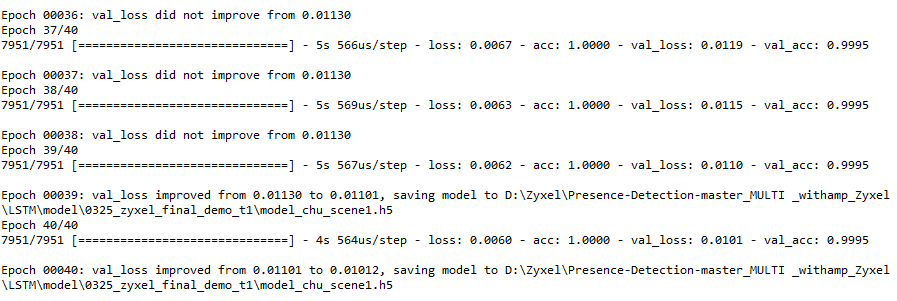 Epoch 00036: val_loss did not improve from 0.01130
Epoch 37/40
7951/7951 [==============================] - 5s 566us/step - loss: 0.0067 - acc: 1.0000 - val_loss: 0.0119 - val_acc: 0.9995
Epoch 00037: val_loss did not improve from 0.01130
Epoch 38/40
7951/7951 [==============================] - 5s 569us/step - loss: 0.0063 - acc: 1.0000 - val_loss: 0.0115 - val_acc: 0.9995
Epoch 00038: val_loss did not improve from 0.01130
Epoch 39/40
7951/7951 [==============================] - 5s 567us/step - loss: 0.0062 - acc: 1.0000 - val_loss: 0.0110 - val_acc: 0.9995
Epoch 00039: val_loss improved from 0.01130 to 0.01101, saving model to D:\Zyxel\Presence-Detection-master_MULTI _withamp_Zyxel
\LSTM\model\0325_zyxel_final_demo_t1\model_chu_scene1.h5
Epoch 40/40
7951/7951 [==============================] - 4s 564us/step - loss: 0.0060 - acc: 1.0000 - val_loss: 0.0101 - val_acc: 0.9995
Epoch 00040: val_loss improved from 0.01101 to 0.01012, saving model to D:\Zyxel\Presence-Detection-master_MULTI _withamp_Zyxel
\LSTM\model\0325_zyxel_final_demo_t1\model_chu_scene1.h5